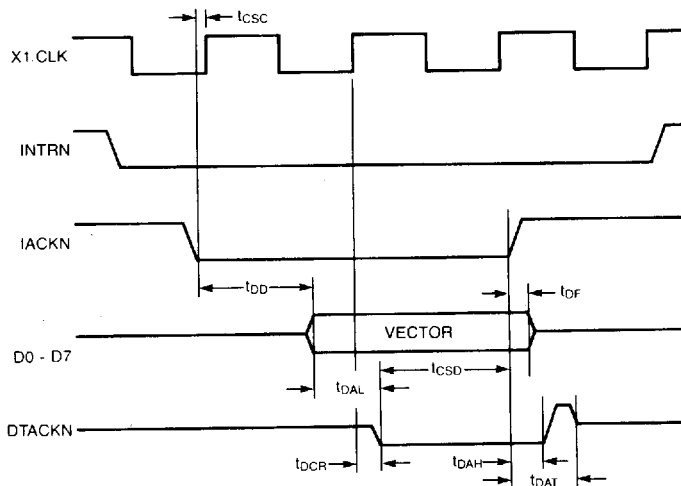 tCSC
X1.CLK
INTRN
IACKN
tDD
tDF
VECTOR
D0 - D7
tCSD
tDAL
DTACKN
tDCR
tDAH
tDAT